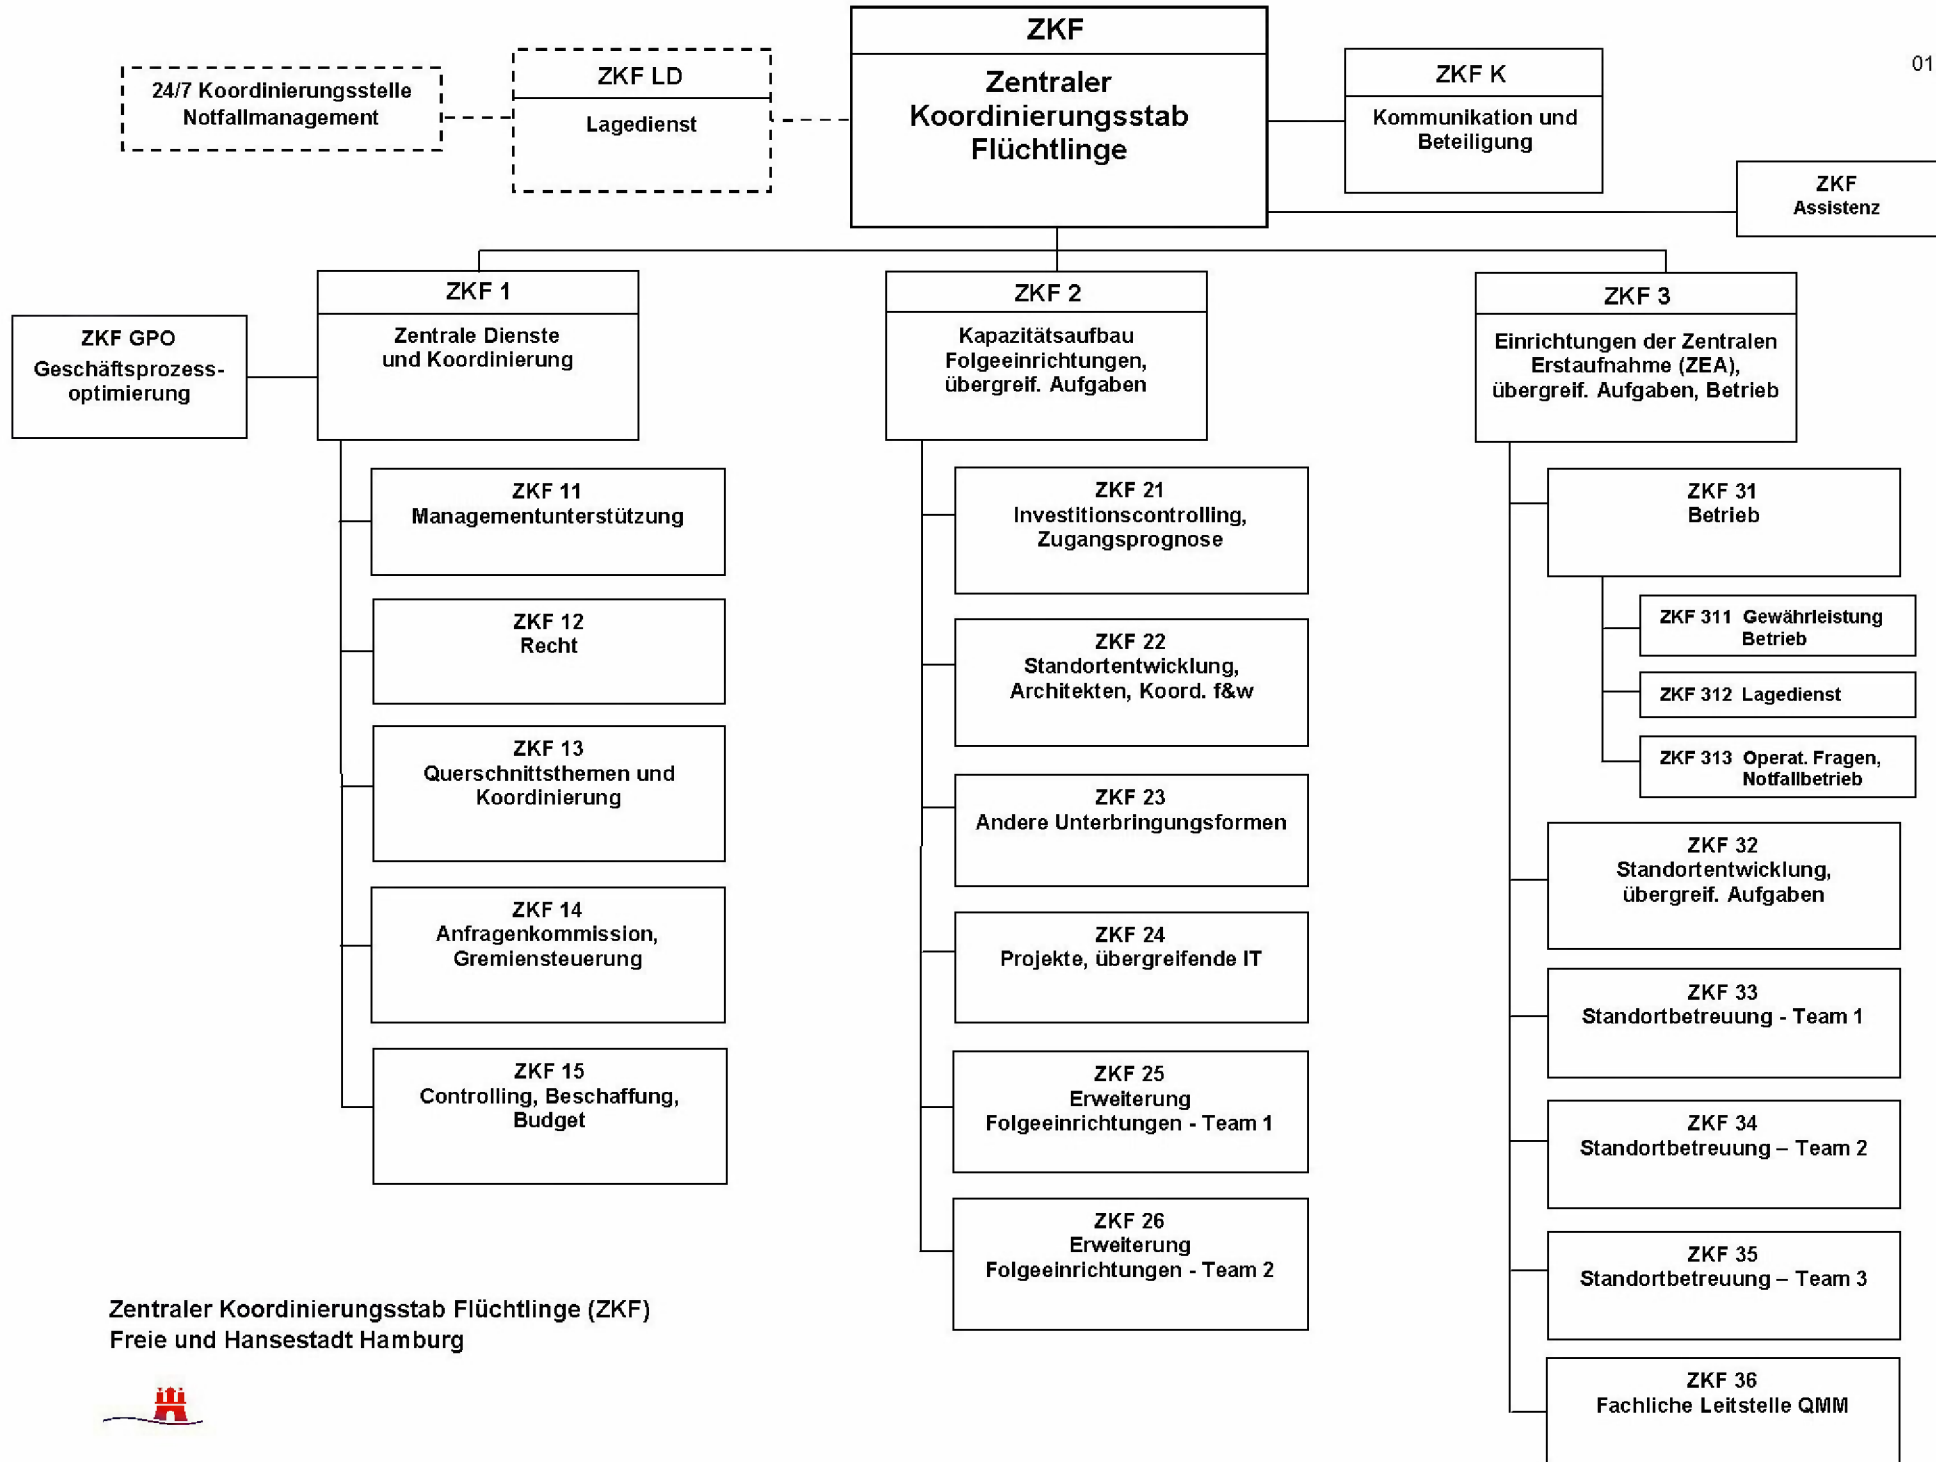 ZKF
Zentraler
Koordinierungsstab
Flüchtlinge
01
24/7 Koordinierungsstelle
Notfallmanagement
ZKF LD
Lagedienst
ZKF K
Kommunikation und
Beteiligung
ZKF
Assistenz
ZKF GPO
Geschäftsprozess-
optimierung
ZKF 1
Zentrale Dienste
und Koordinierung
ZKF 11
Managementunterstützung
ZKF 12
Recht
ZKF 13
Querschnittsthemen und
Koordinierung
ZKF 14
Anfragenkommission,
Gremiensteuerung
ZKF 15
Controlling, Beschaffung,
Budget
ZKF 2
Kapazitätsaufbau
Folgeeinrichtungen,
übergreif. Aufgaben
ZKF 21
Investitionscontrolling,
Zugangsprognose
ZKF 22
Standortentwicklung,
Architekten, Koord. f&w
ZKF 23
Andere Unterbringungsformen
ZKF 24
Projekte, übergreifende IT
ZKF 25
Erweiterung
Folgeeinrichtungen - Team 1
ZKF 26
Erweiterung
Folgeeinrichtungen - Team 2
ZKF 3
Einrichtungen der Zentralen
Erstaufnahme (ZEA),
übergreif. Aufgaben, Betrieb
ZKF 31
Betrieb
ZKF 311 Gewährleistung
Betrieb
ZKF 312 Lagedienst
ZKF 313 Operat. Fragen,
Notfallbetrieb
ZKF 32
Standortentwicklung,
übergreif. Aufgaben
ZKF 33
Standortbetreuung - Team 1
ZKF 34
Standortbetreuung – Team 2
ZKF 35
Standortbetreuung – Team 3
ZKF 36
Fachliche Leitstelle QMM
Zentraler Koordinierungsstab Flüchtlinge (ZKF)
Freie und Hansestadt Hamburg